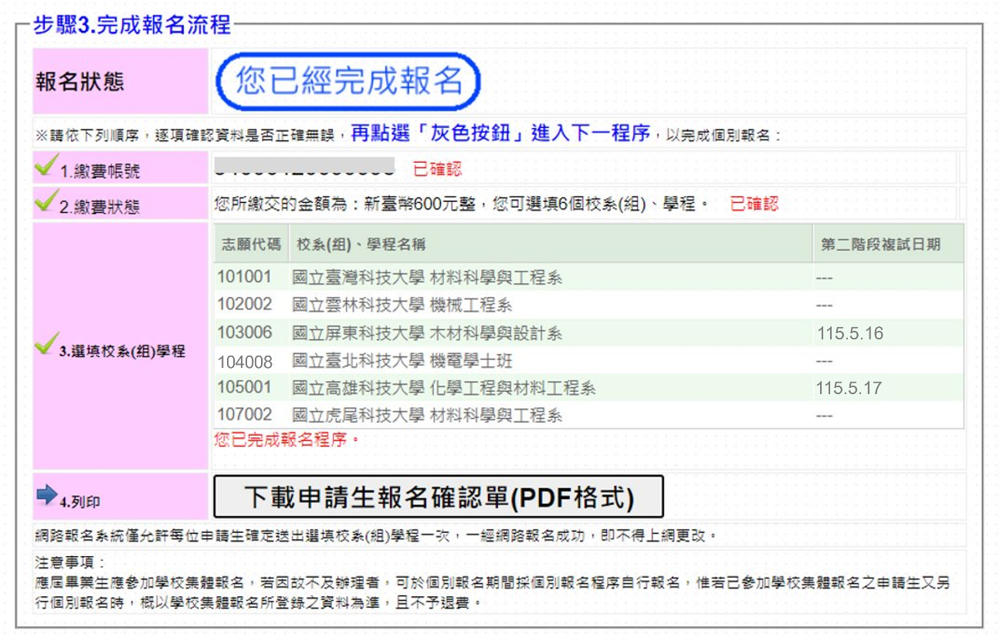 步驟3.完成報名流程
報名狀態 您已經完成報名
※請依下列順序，逐項確認資料是否正確無誤，再點選「灰色按鈕」進入下一程序，以完成個別報名：
1.繳費帳號 已確認
2.繳費狀態 您所繳交的金額為：新臺幣600元整，您可選填6個校系(組)、學程。 已確認
3.選填校系(組)學程
志願代碼 校系(組)、學程名稱 第二階段複試日期
101001 國立臺灣科技大學 材料科學與工程系 ---
102002 國立雲林科技大學 機械工程系 ---
103006 國立屏東科技大學 木材科學與設計系 115.5.16
104008 國立臺北科技大學 機電學士班 ---
105001 國立高雄科技大學 化學工程與材料工程系 115.5.17
107002 國立虎尾科技大學 材料科學與工程系 ---
您已完成報名程序。
4.列印 下載申請生報名確認單(PDF格式)
網路報名系統僅允許每位申請生確定送出選填校系(組)學程一次，一經網路報名成功，即不得上網更改。
注意事項：
應屆畢業生應參加學校集體報名，若因故不及辦理者，可於個別報名期間採個別報名程序自行報名，惟若已參加學校集體報名之申請生又另
行個別報名時，概以學校集體報名所登錄之資料為準，且不予退費。